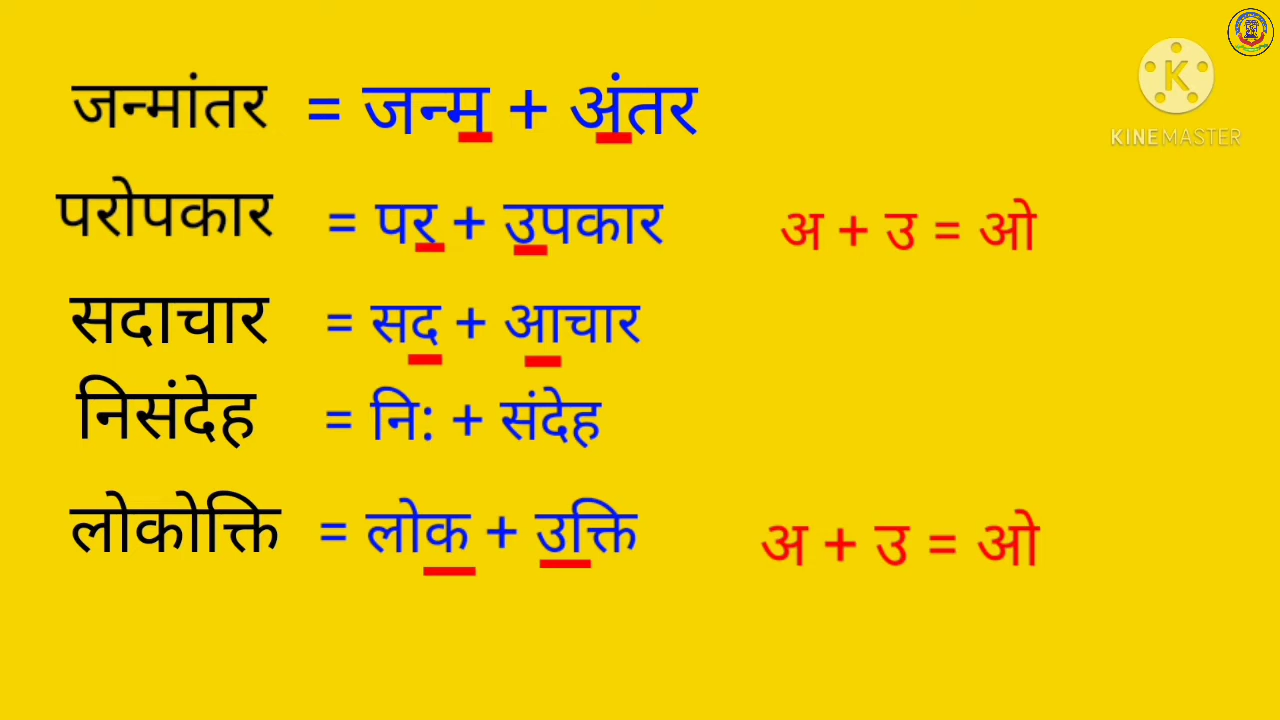 KINEMASTER
जन्मांतर = जन्म + अंतर
परोपकार = पर + उपकार अ + उ = ओ
सदाचार = सद + आचार
निसंदेह = नि: + संदेह
लोकोक्ति = लोक + उक्ति अ + उ = ओ